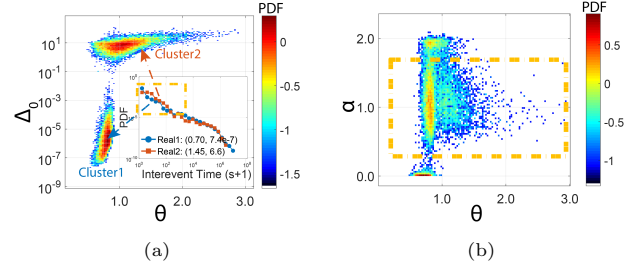 PDF
10¹
10⁻¹
10⁻³
10⁻⁵
10⁻⁷
10⁻⁹
Δ₀
1.0
2.0
3.0
θ
0
-0.5
-1
-1.5
Cluster2
Cluster1
PDF
Real1: (0.70, 7.4e-7)
Real2: (1.45, 6.6)
Interevent Time (s+1)
(a)
PDF
2.0
1.0
0.0
α
1.0
2.0
3.0
θ
0.5
0
-0.5
-1
(b)